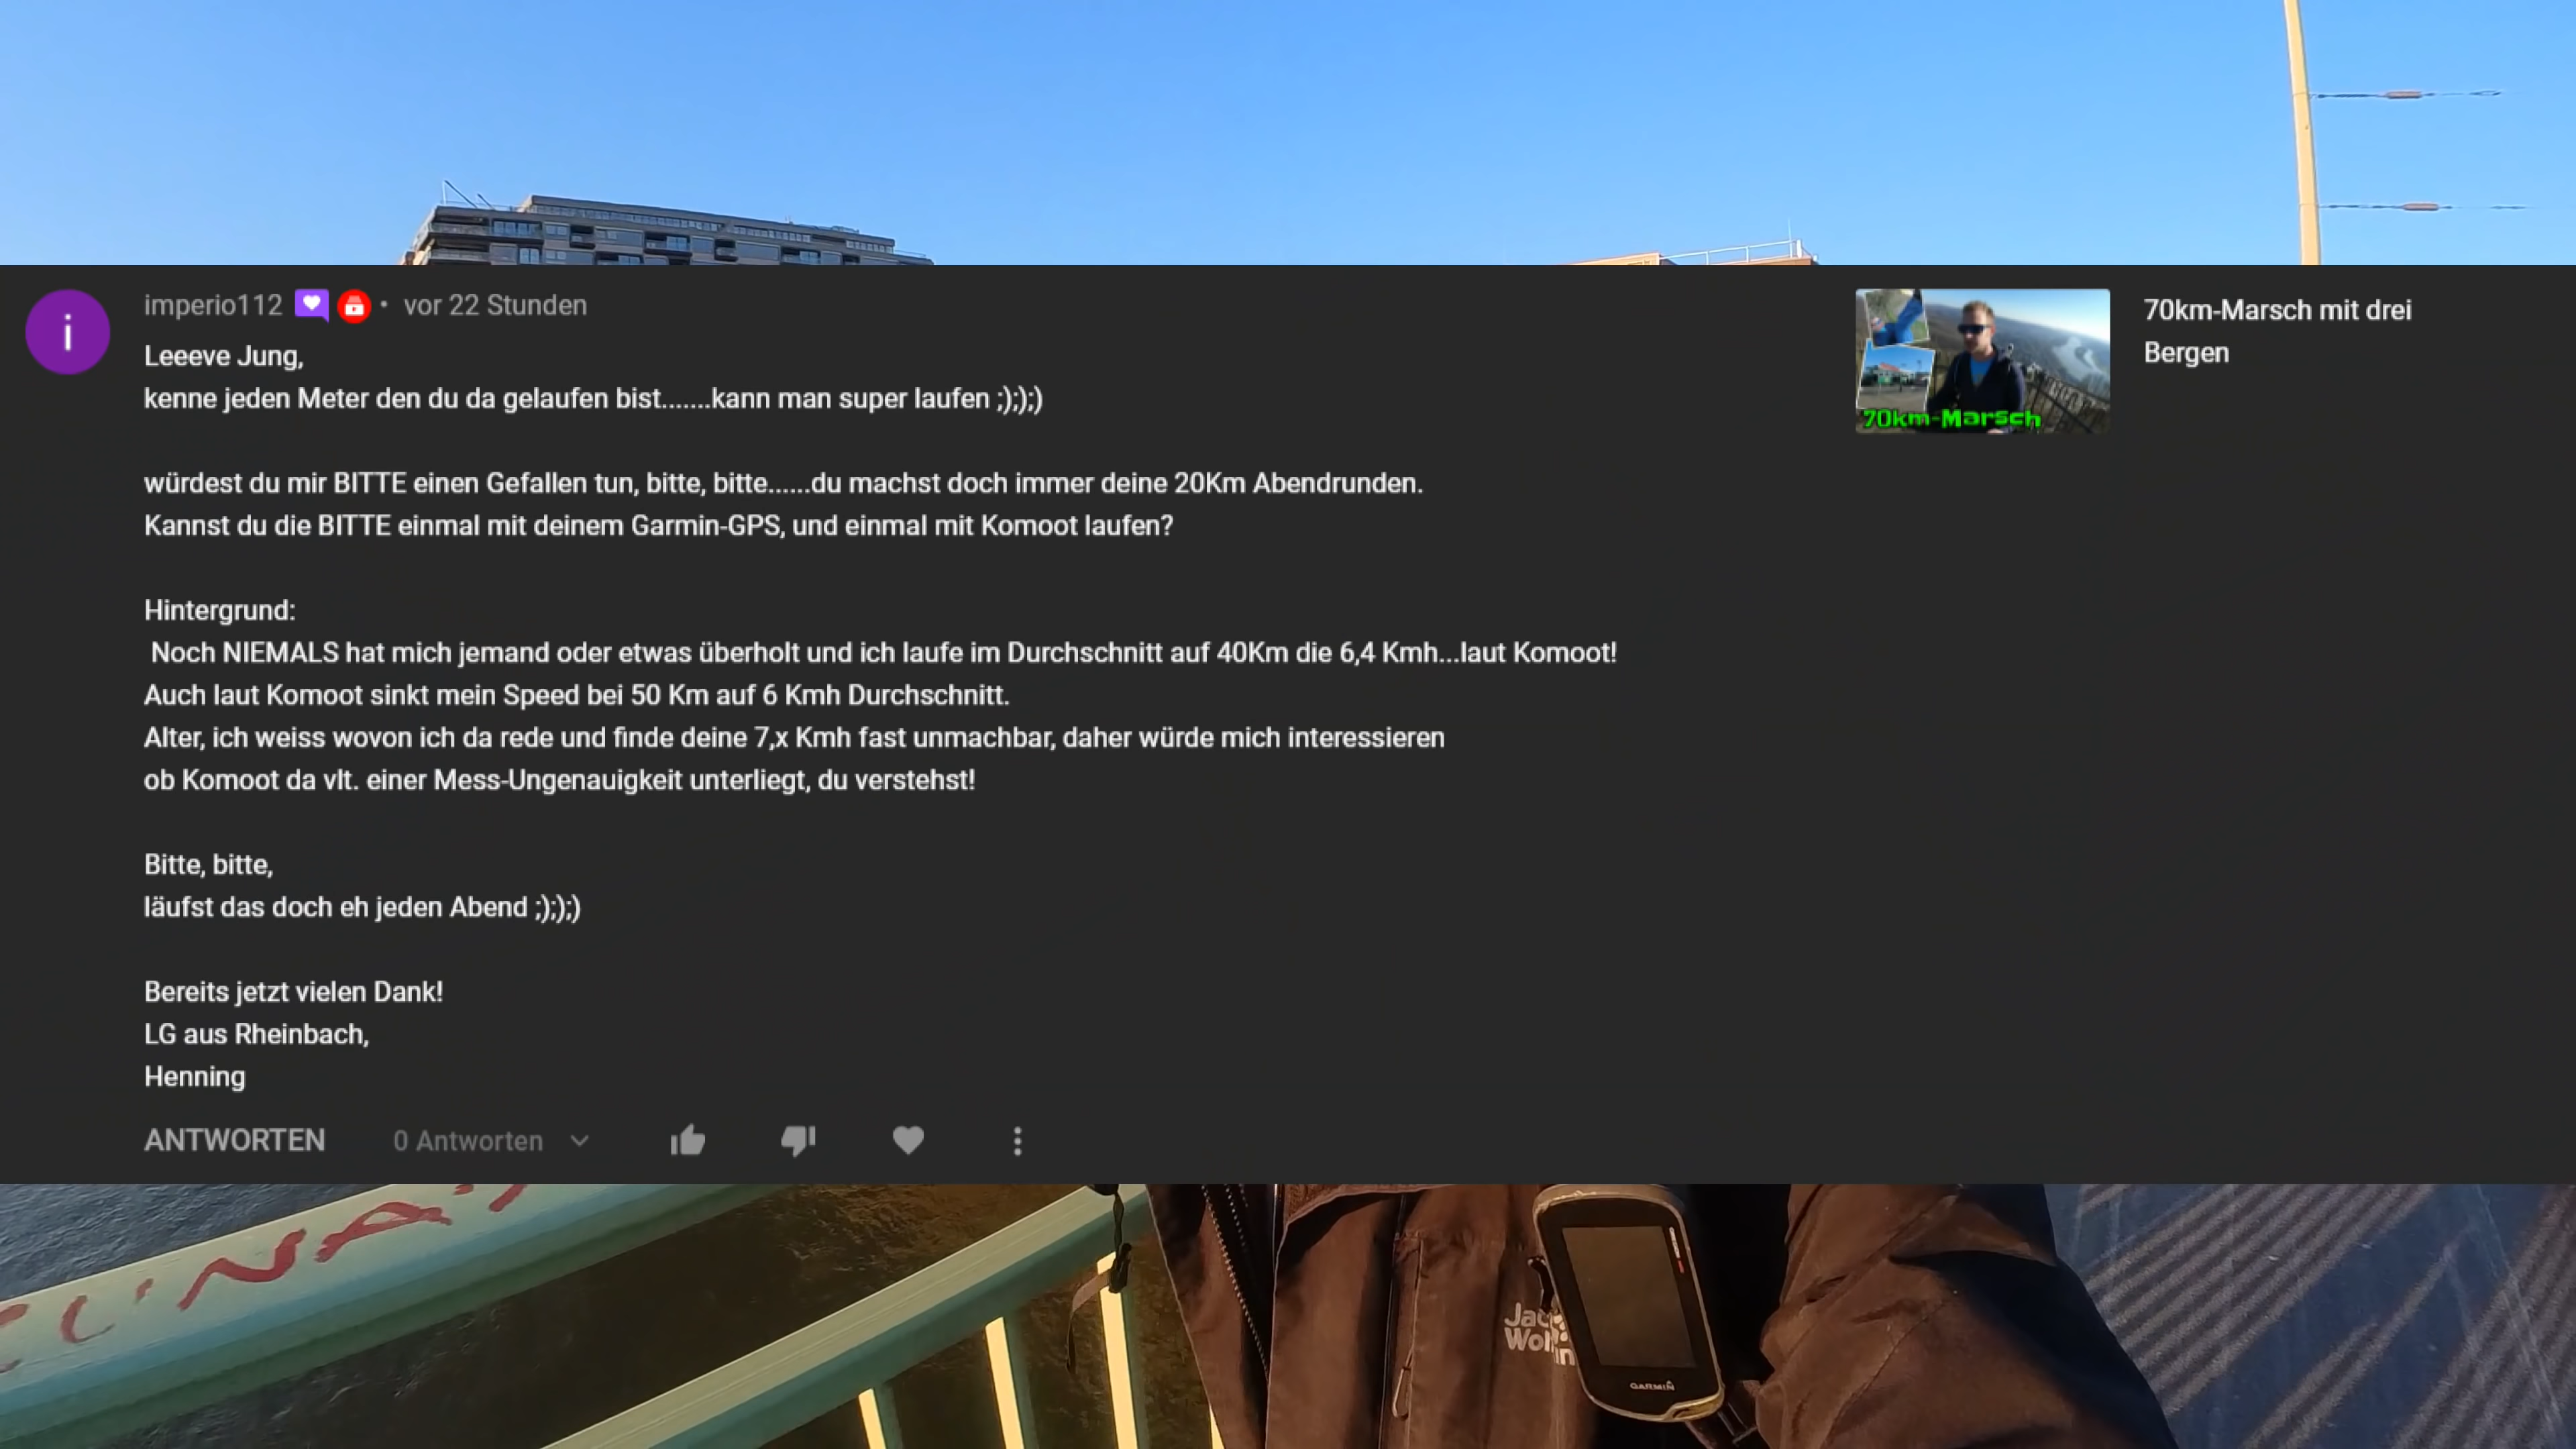 imperio112 • vor 22 Stunden
Leeeve Jung,
kenne jeden Meter den du da gelaufen bist.......kann man super laufen ;);););)
würdest du mir BITTE einen Gefallen tun, bitte, bitte......du machst doch immer deine 20Km Abendrunden.
Kannst du die BITTE einmal mit deinem Garmin-GPS, und einmal mit Komoot laufen?
Hintergrund:
Noch NIEMALS hat mich jemand oder etwas überholt und ich laufe im Durchschnitt auf 40Km die 6,4 Kmh...laut Komoot!
Auch laut Komoot sinkt mein Speed bei 50 Km auf 6 Kmh Durchschnitt.
Alter, ich weiss wovon ich da rede und finde deine 7,x Kmh fast unmachbar, daher würde mich interessieren
ob Komoot da vlt. einer Mess-Ungenauigkeit unterliegt, du verstehst!
Bitte, bitte,
läufst das doch eh jeden Abend ;);););)
Bereits jetzt vielen Dank!
LG aus Rheinbach,
Henning
ANTWORTEN 0 Antworten
70km-Marsch mit drei
Bergen
70km-Marsch
i
GARMIN